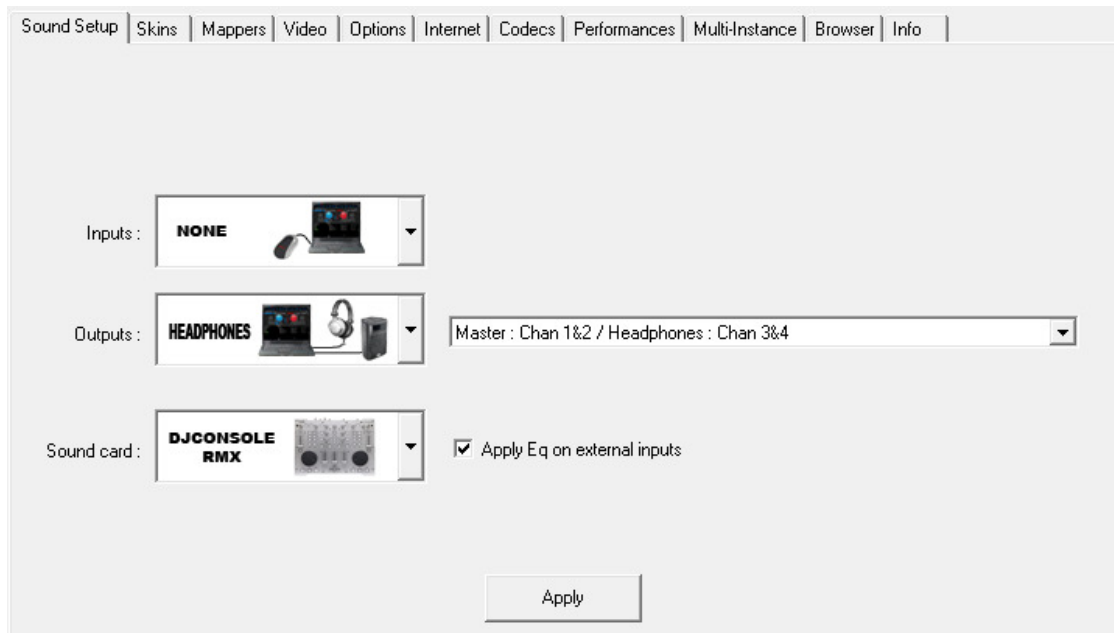 Sound Setup Skins Mappers Video Options Internet Codecs Performances Multi-Instance Browser Info
Inputs : NONE
Outputs : HEADPHONES Master : Chan 1&2 / Headphones : Chan 3&4
Sound card : DJCONSOLE RMX Apply Eq on external inputs
Apply